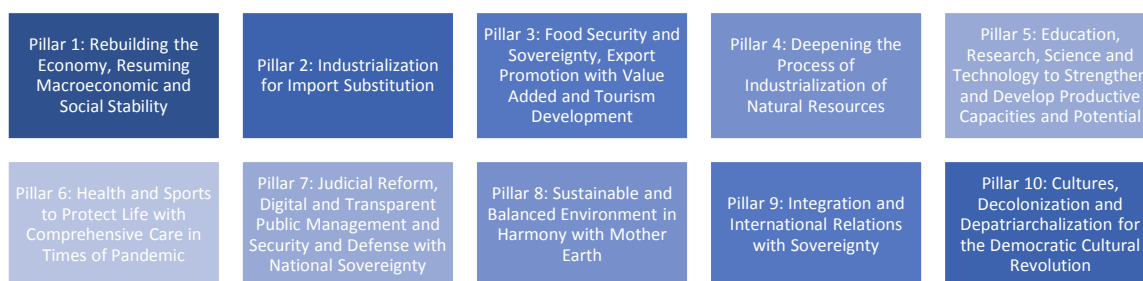 Pillar 1: Rebuilding the
Economy, Resuming
Macroeconomic and
Social Stability
Pillar 2: Industrialization
for Import Substitution
Pillar 3: Food Security and
Sovereignty, Export
Promotion with Value
Added and Tourism
Development
Pillar 4: Deepening the
Process of
Industrialization of
Natural Resources
Pillar 5: Education,
Research, Science and
Technology to Strengthen
and Develop Productive
Capacities and Potential
Pillar 6: Health and Sports
to Protect Life with
Comprehensive Care in
Times of Pandemic
Pillar 7: Judicial Reform,
Digital and Transparent
Public Management and
Security and Defense with
National Sovereignty
Pillar 8: Sustainable and
Balanced Environment in
Harmony with Mother
Earth
Pillar 9: Integration and
International Relations
with Sovereignty
Pillar 10: Cultures,
Decolonization and
Depatriarchalization for
the Democratic Cultural
Revolution